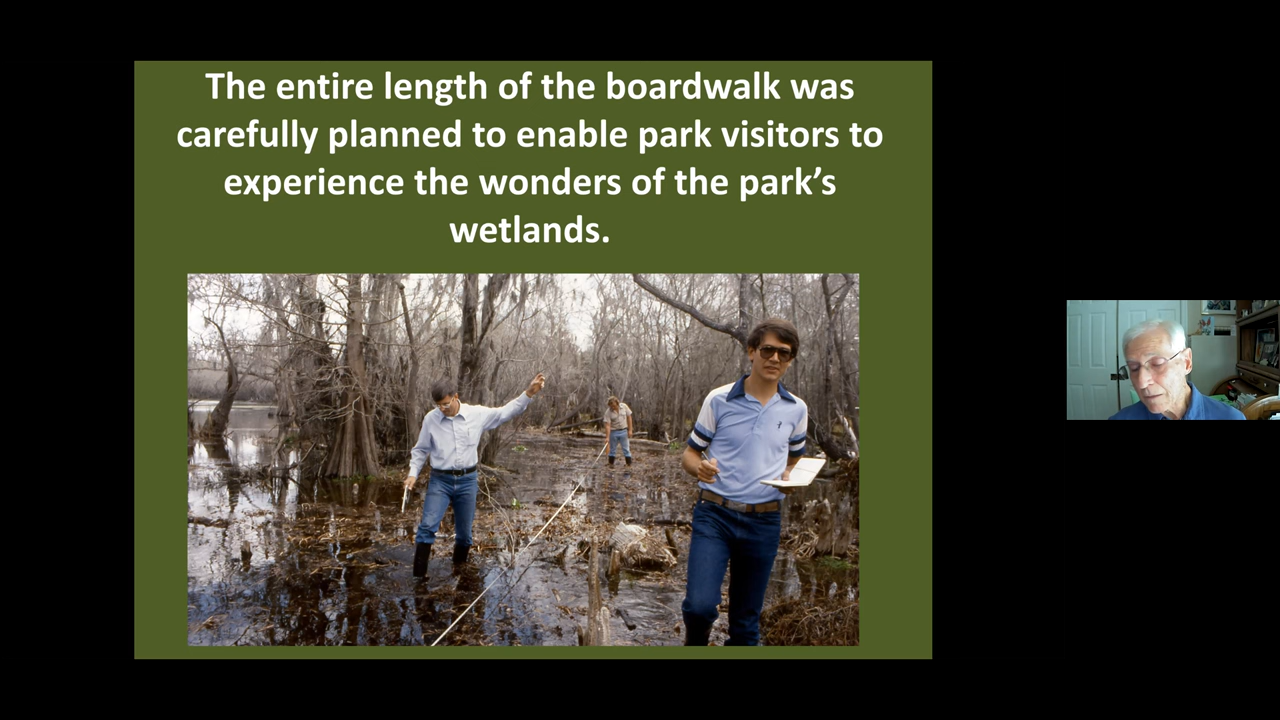 The entire length of the boardwalk was
carefully planned to enable park visitors to
experience the wonders of the park’s
wetlands.